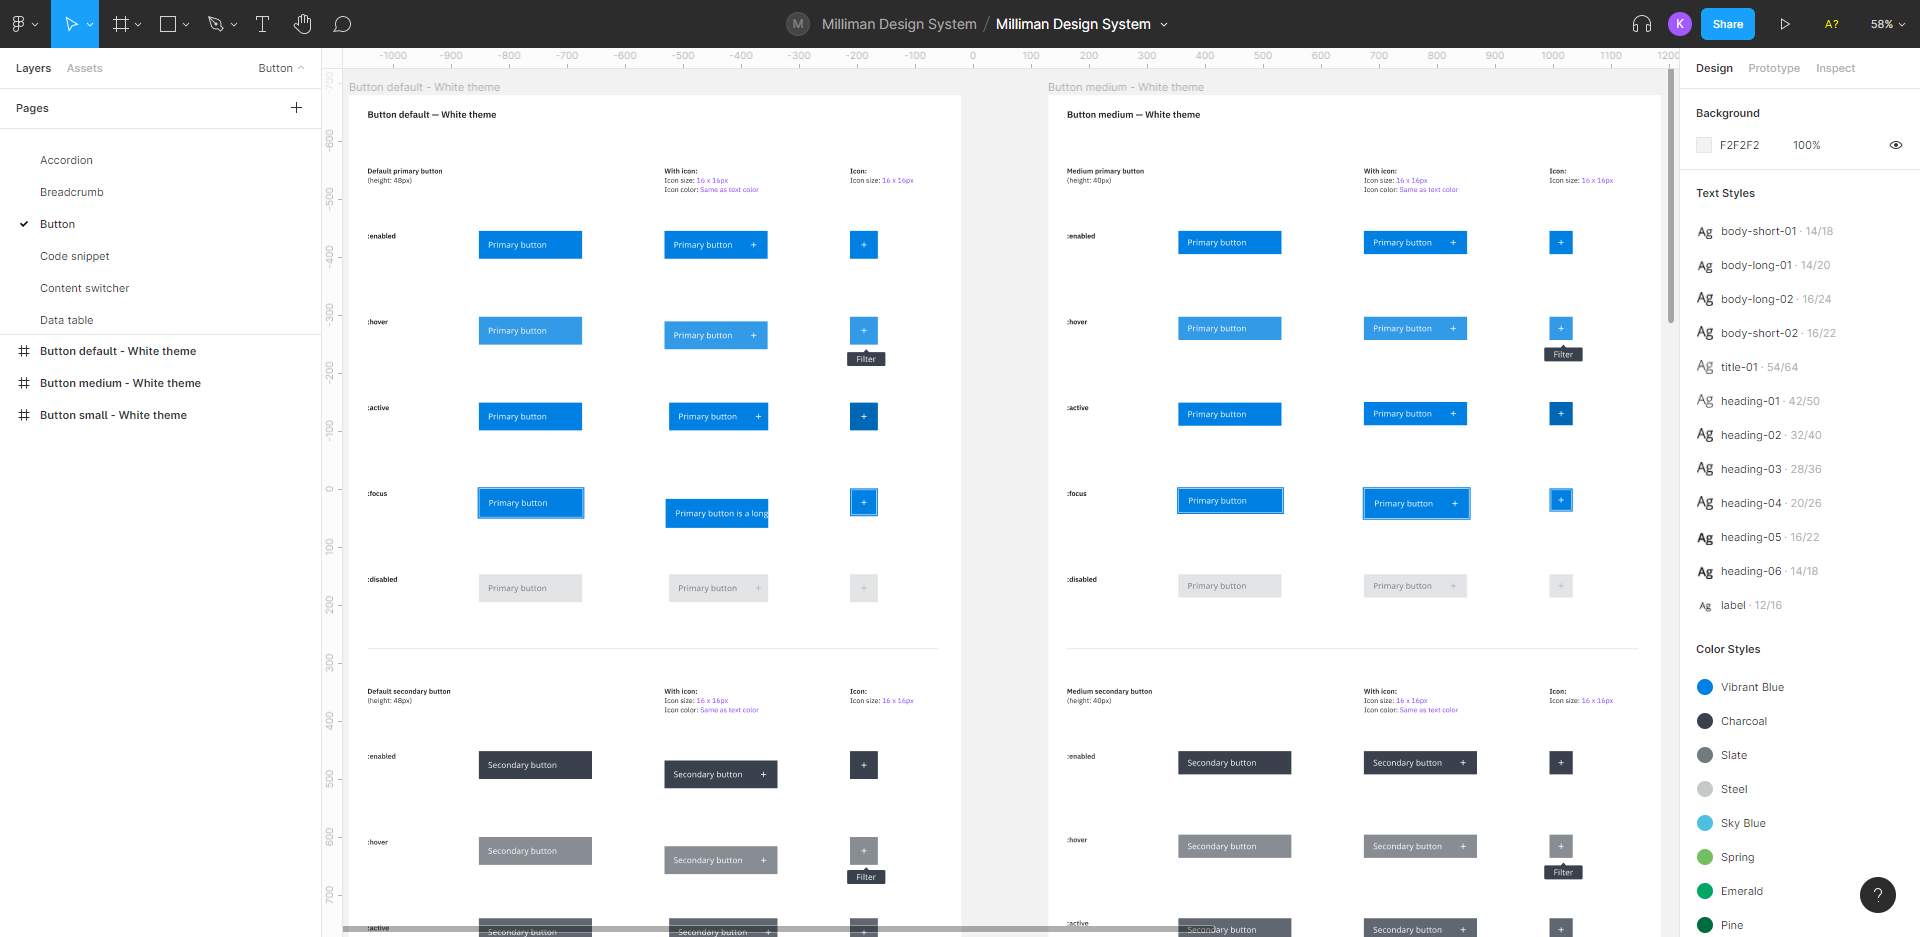 M Milliman Design System / Milliman Design System
K
Share
A?
58%
Layers Assets Button
Pages
Accordion
Breadcrumb
Button
Code snippet
Content switcher
Data table
Button default - White theme
Button medium - White theme
Button small - White theme
-1000 -900 -800 -700 -600 -500 -400 -300 -200 -100 0 100 200 300 400 500 600 700 800 900 1000 1100 1200
-700
-600
-500
-400
-300
-200
-100
0
100
200
300
400
500
600
700
Button default - White theme
Button default — White theme
Default primary button
(height: 48px)
With icon:
Icon size: 16 x 16px
Icon color: Same as text color
Icon:
Icon size: 16 x 16px
:enabled
Primary button
Primary button
:hover
Primary button
Primary button
Filter
:active
Primary button
Primary button
:focus
Primary button
Primary button is a long
:disabled
Primary button
Primary button
Default secondary button
(height: 48px)
With icon:
Icon size: 16 x 16px
Icon color: Same as text color
Icon:
Icon size: 16 x 16px
:enabled
Secondary button
Secondary button
:hover
Secondary button
Secondary button
Filter
:active
Secondary button
Secondary button
Button medium - White theme
Button medium — White theme
Medium primary button
(height: 40px)
With icon:
Icon size: 16 x 16px
Icon color: Same as text color
Icon:
Icon size: 16 x 16px
:enabled
Primary button
Primary button
:hover
Primary button
Primary button
Filter
:active
Primary button
Primary button
:focus
Primary button
Primary button
:disabled
Primary button
Primary button
Medium secondary button
(height: 40px)
With icon:
Icon size: 16 x 16px
Icon color: Same as text color
Icon:
Icon size: 16 x 16px
:enabled
Secondary button
Secondary button
:hover
Secondary button
Secondary button
Filter
:active
Secondary button
Secondary button
Design Prototype Inspect
Background
F2F2F2 100%
Text Styles
Ag body-short-01 · 14/18
Ag body-long-01 · 14/20
Ag body-long-02 · 16/24
Ag body-short-02 · 16/22
Ag title-01 · 54/64
Ag heading-01 · 42/50
Ag heading-02 · 32/40
Ag heading-03 · 28/36
Ag heading-04 · 20/26
Ag heading-05 · 16/22
Ag heading-06 · 14/18
Ag label · 12/16
Color Styles
Vibrant Blue
Charcoal
Slate
Steel
Sky Blue
Spring
Emerald
Pine
?